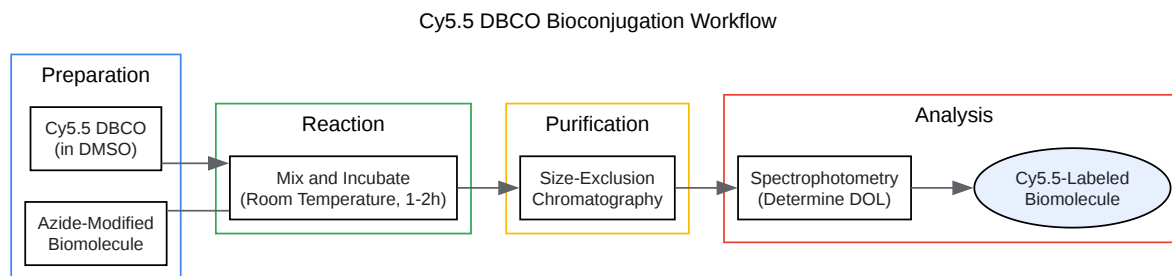 Cy5.5 DBCO Bioconjugation Workflow
Preparation
Cy5.5 DBCO
(in DMSO)
Azide-Modified
Biomolecule
Reaction
Mix and Incubate
(Room Temperature, 1-2h)
Purification
Size-Exclusion
Chromatography
Analysis
Spectrophotometry
(Determine DOL)
Cy5.5-Labeled
Biomolecule